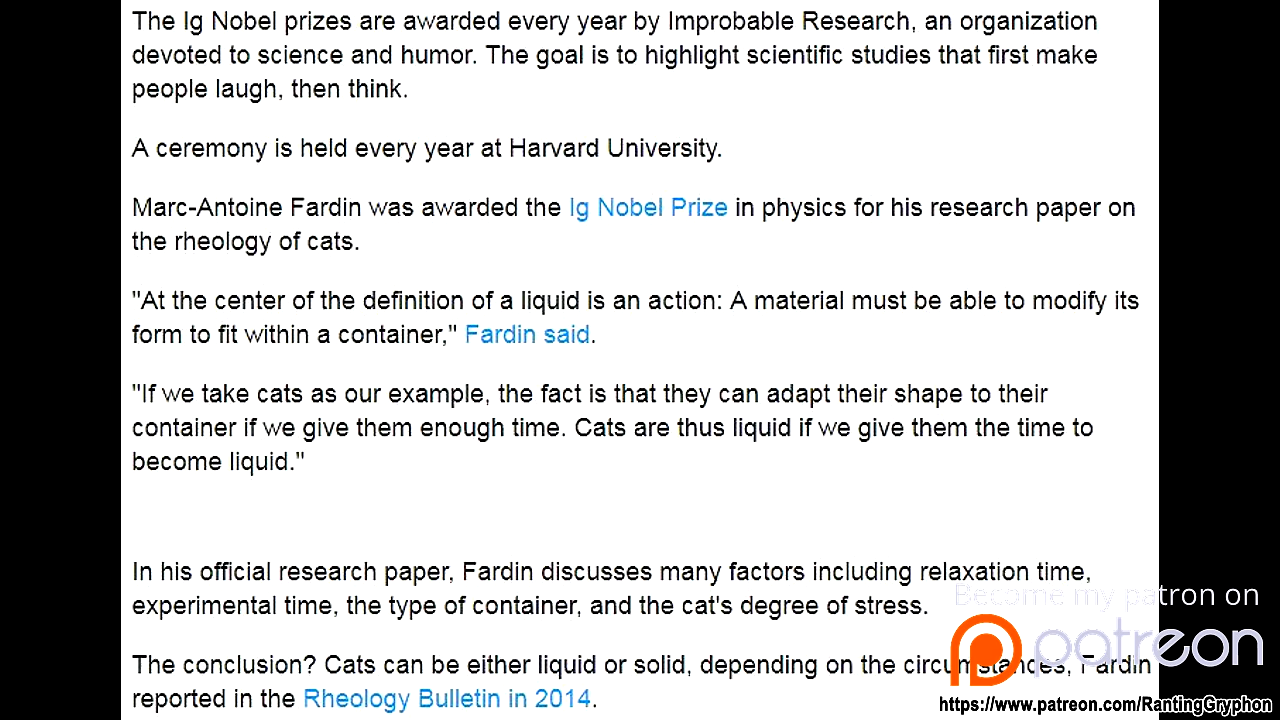 The Ig Nobel prizes are awarded every year by Improbable Research, an organization
devoted to science and humor. The goal is to highlight scientific studies that first make
people laugh, then think.
A ceremony is held every year at Harvard University.
Marc-Antoine Fardin was awarded the Ig Nobel Prize in physics for his research paper on
the rheology of cats.
"At the center of the definition of a liquid is an action: A material must be able to modify its
form to fit within a container," Fardin said.
"If we take cats as our example, the fact is that they can adapt their shape to their
container if we give them enough time. Cats are thus liquid if we give them the time to
become liquid."
In his official research paper, Fardin discusses many factors including relaxation time,
experimental time, the type of container, and the cat's degree of stress.
The conclusion? Cats can be either liquid or solid, depending on the circumstances, Fardin
reported in the Rheology Bulletin in 2014.
Become my patron on
patreon
https://www.patreon.com/RantingGryphon